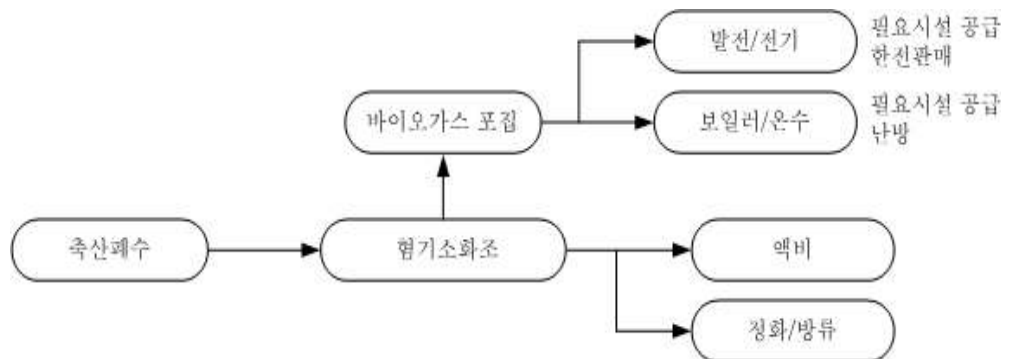 발전/전기
필요시설 공급
한전판매
바이오가스 포집
보일러/온수
필요시설 공급
난방
축산폐수
혐기소화조
액비
정화/방류